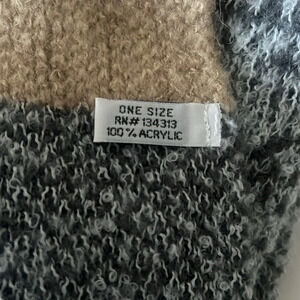 ONE SIZE
RN# 134313
100% ACRYLIC